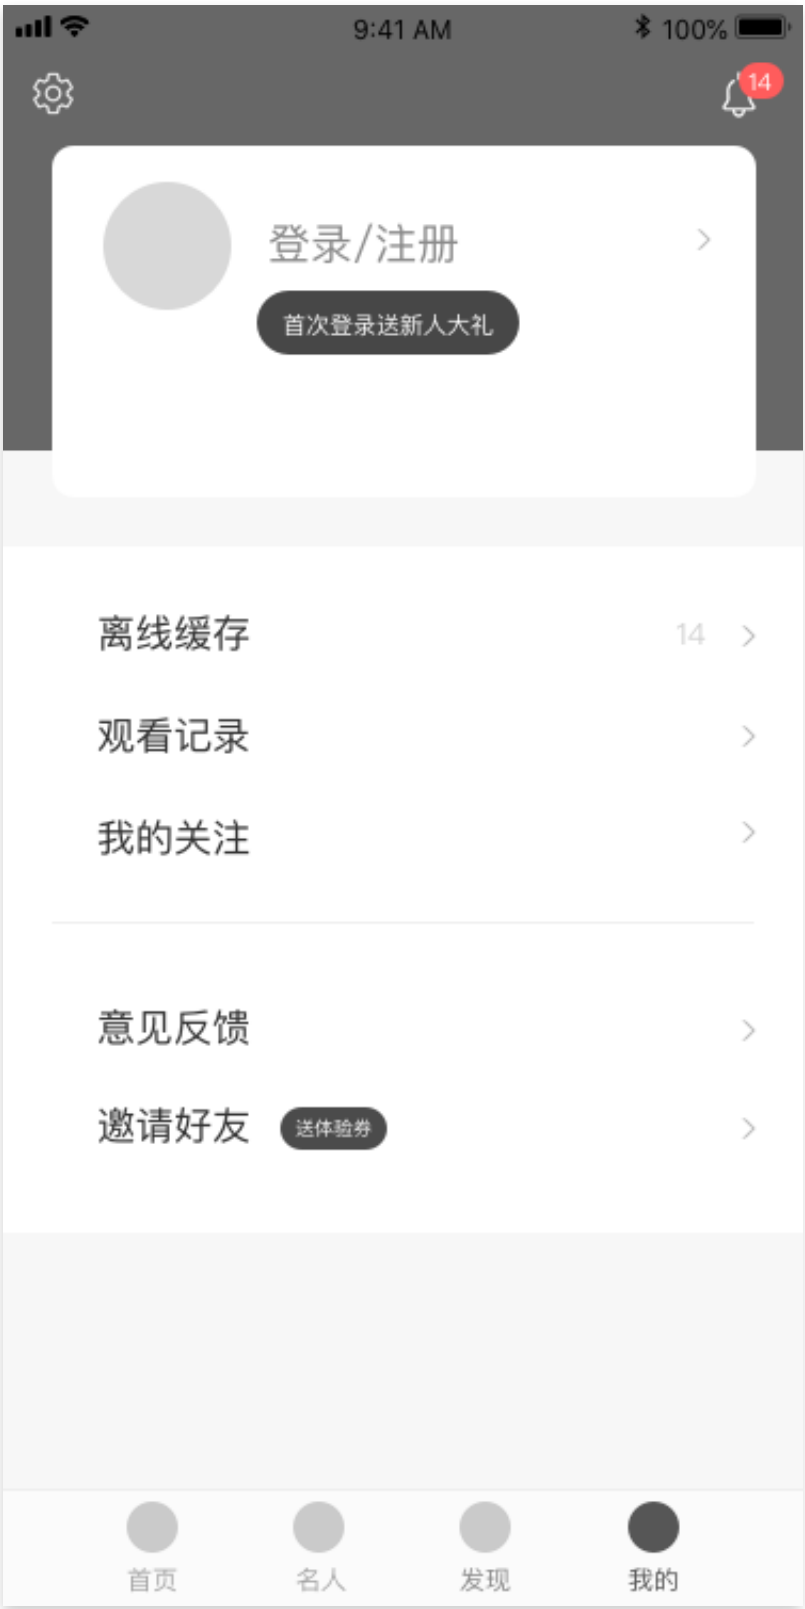 9:41 AM 100%
14
登录/注册
首次登录送新人大礼
离线缓存 14
观看记录
我的关注
意见反馈
邀请好友 送体验券
首页 名人 发现 我的